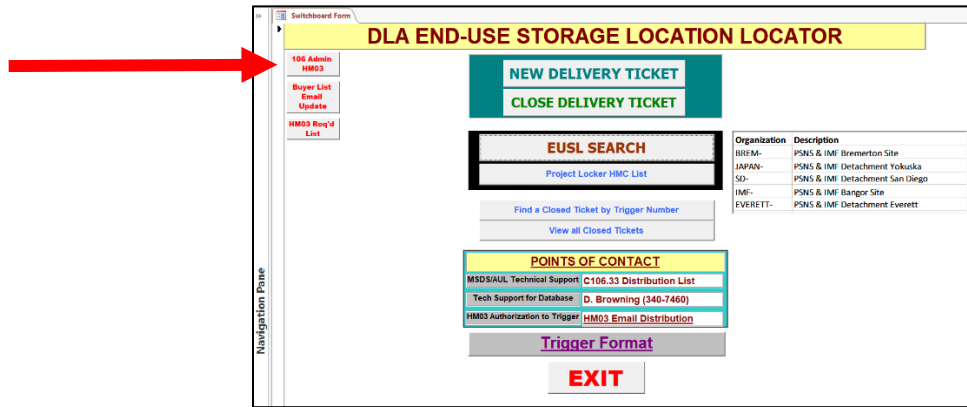 Switchboard Form
DLA END-USE STORAGE LOCATION LOCATOR
106 Admin
HM03
Buyer List
Email
Update
HM03 Req'd
List
NEW DELIVERY TICKET
CLOSE DELIVERY TICKET
EUSL SEARCH
Project Locker HMC List
Organization Description
BREM- PSNS & IMF Bremerton Site
JAPAN- PSNS & IMF Detachment Yokuska
SD- PSNS & IMF Detachment San Diego
IMF- PSNS & IMF Bangor Site
EVERETT- PSNS & IMF Detachment Everett
Find a Closed Ticket by Trigger Number
View all Closed Tickets
POINTS OF CONTACT
MSDS/AUL Technical Support C106.33 Distribution List
Tech Support for Database D. Browning (340-7460)
HM03 Authorization to Trigger HM03 Email Distribution
Trigger Format
EXIT
Navigation Pane